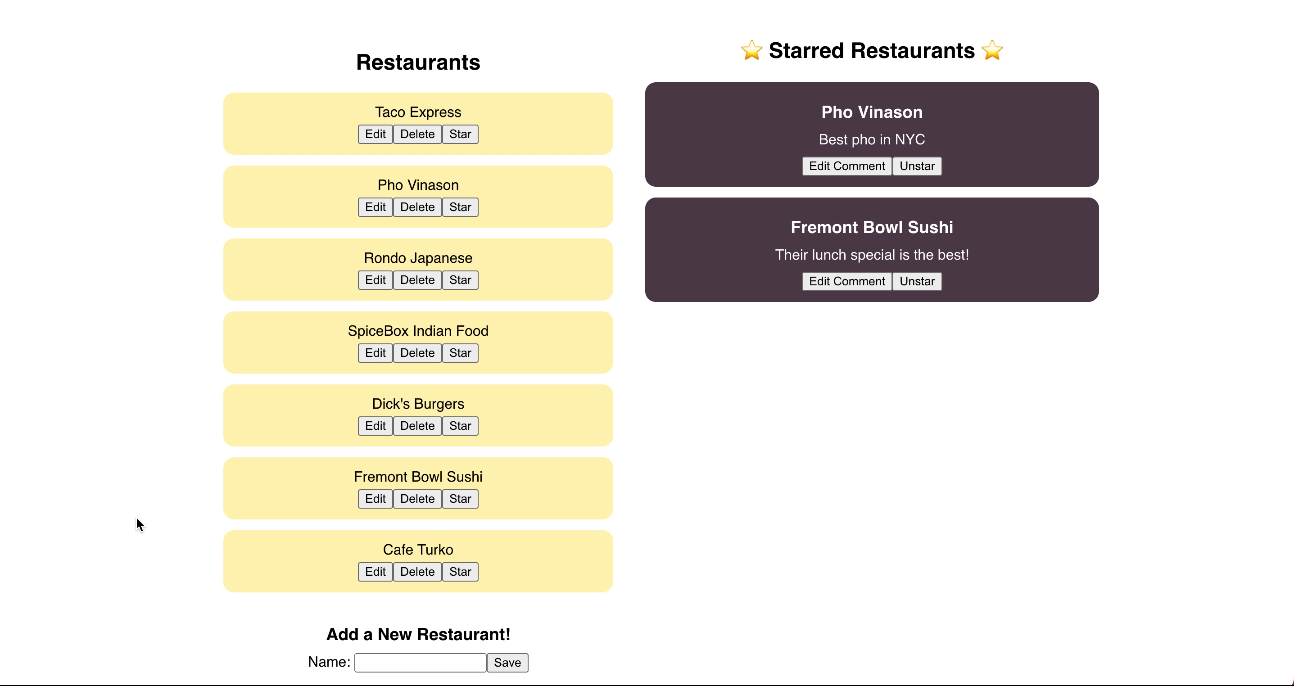 Restaurants
Taco Express
Edit Delete Star
Pho Vinason
Edit Delete Star
Rondo Japanese
Edit Delete Star
SpiceBox Indian Food
Edit Delete Star
Dick's Burgers
Edit Delete Star
Fremont Bowl Sushi
Edit Delete Star
Cafe Turko
Edit Delete Star
Add a New Restaurant!
Name: Save
⭐ Starred Restaurants ⭐
Pho Vinason
Best pho in NYC
Edit Comment Unstar
Fremont Bowl Sushi
Their lunch special is the best!
Edit Comment Unstar